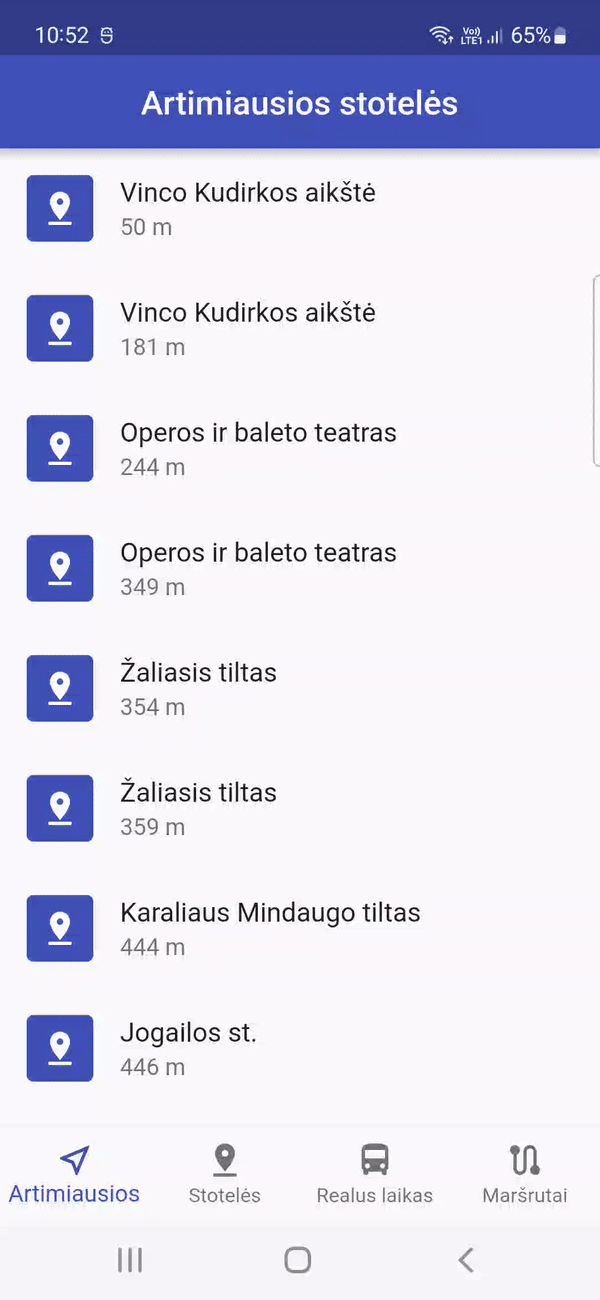 10:52 Vo)) LTE1 65%
Artimiausios stotelės
Vinco Kudirkos aikštė
50 m
Vinco Kudirkos aikštė
181 m
Operos ir baleto teatras
244 m
Operos ir baleto teatras
349 m
Žaliasis tiltas
354 m
Žaliasis tiltas
359 m
Karaliaus Mindaugo tiltas
444 m
Jogailos st.
446 m
Artimiausios Stotelės Realus laikas Maršrutai